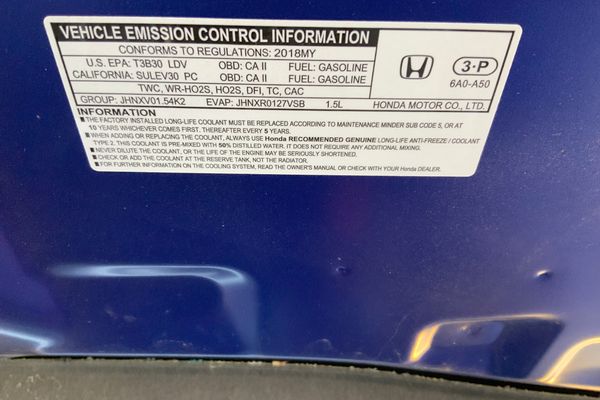 VEHICLE EMISSION CONTROL INFORMATION
CONFORMS TO REGULATIONS: 2018MY
U.S. EPA: T3B30 LDV OBD: CA II FUEL: GASOLINE
CALIFORNIA: SULEV30 PC OBD: CA II FUEL: GASOLINE
TWC, WR-HO2S, HO2S, DFI, TC, CAC
GROUP: JHNXV01.54K2 EVAP: JHNXR0127VSB 1.5L
3-P
6A0-A50
HONDA MOTOR CO., LTD.
■THE FACTORY INSTALLED LONG-LIFE COOLANT SHOULD BE REPLACED ACCORDING TO MAINTENANCE MINDER SUB CODE 5, OR AT
10 YEARS WHICHEVER COMES FIRST. THEREAFTER EVERY 5 YEARS.
■WHEN ADDING OR REPLACING THE COOLANT, ALWAYS USE Honda RECOMMENDED GENUINE LONG-LIFE ANTI-FREEZE / COOLANT
TYPE 2. THIS COOLANT IS PRE-MIXED WITH 50% DISTILLED WATER. IT DOES NOT REQUIRE ANY ADDITIONAL MIXING.
■NEVER DILUTE THE COOLANT, OR THE LIFE OF THE ENGINE MAY BE SERIOUSLY SHORTENED.
■CHECK OR ADD THE COOLANT AT THE RESERVE TANK, NOT THE RADIATOR.
■FOR FURTHER INFORMATION ON THE COOLING SYSTEM, READ THE OWNER'S MANUAL OR CHECK WITH YOUR Honda DEALER.